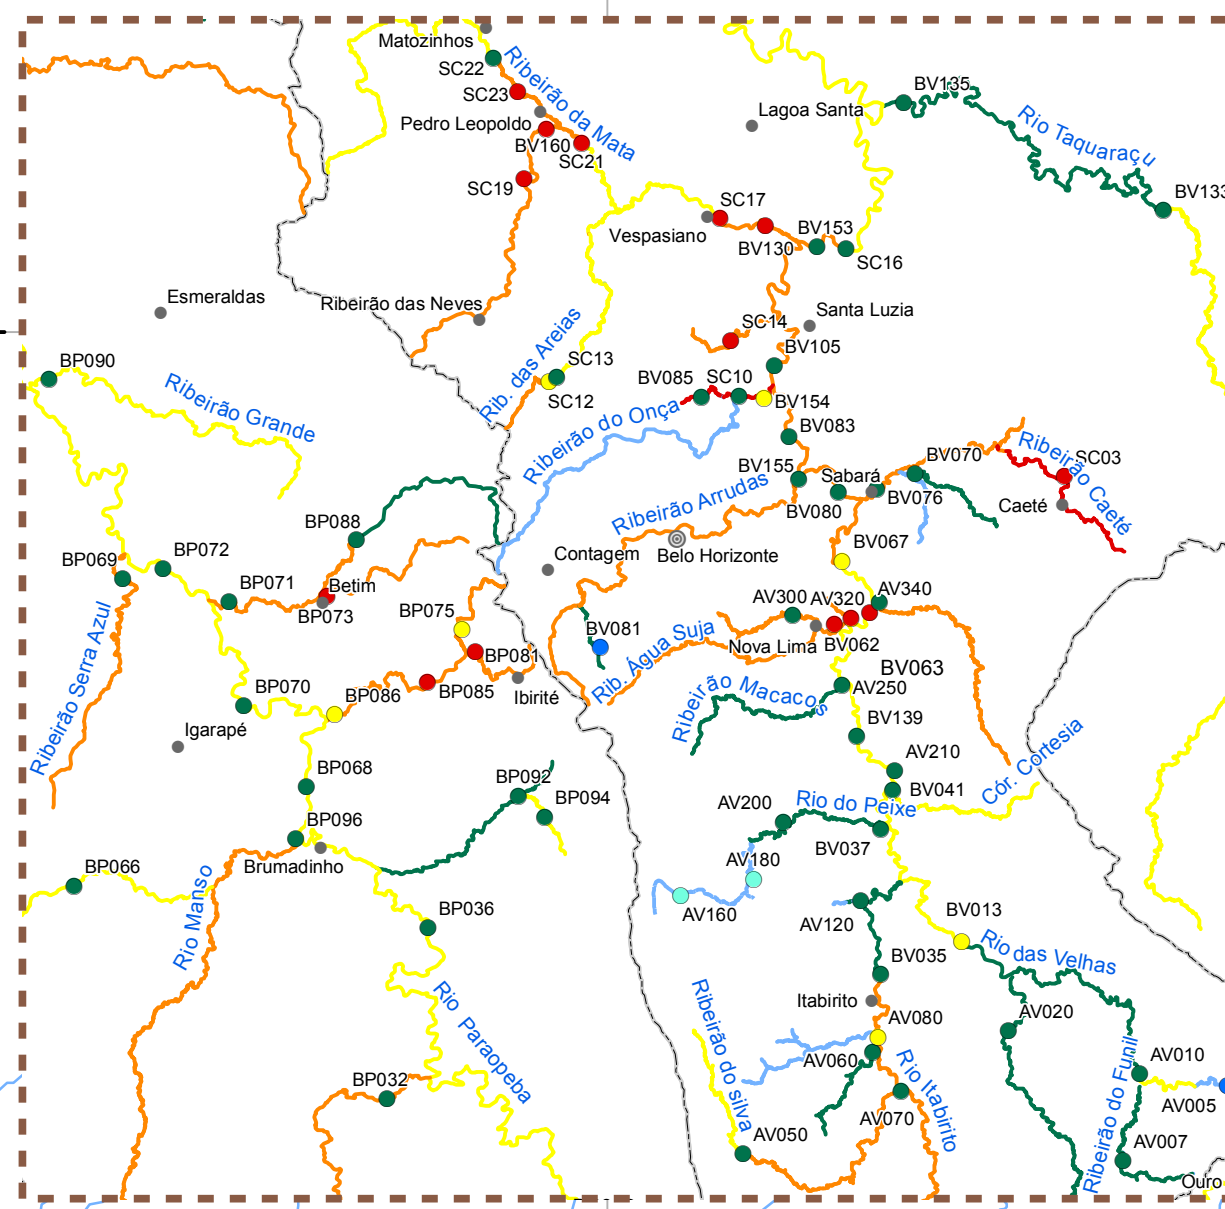 Matozinhos
SC22
Ribeirão da Mata
SC23
Pedro Leopoldo
BV160
SC21
SC19
Lagoa Santa
BV135
Rio Taquaraçu
BV133
SC17
Vespasiano
BV130
BV153
SC16
Esmeraldas
Ribeirão das Neves
Santa Luzia
SC14
Rib. das Areias
SC13
SC12
BV105
BP090
Ribeirão Grande
BV085
SC10
BV154
Ribeirão do Onça
BV083
BV155
Sabará
BV070
BV080
BV076
Ribeirão Caeté
SC03
Caeté
Ribeirão Arrudas
Belo Horizonte
Contagem
BP088
BP069
BP072
BP071
Betim
BP073
BP075
BP081
BP085
Ibirité
BV081
BV067
AV300
AV320
AV340
Nova Lima
BV062
Rib. Água Suja
BV063
AV250
Ribeirão Macacos
BV139
Ribeirão Serra Azul
BP070
BP086
Igarapé
BP068
BP096
Brumadinho
BP092
BP094
AV210
BV041
Cór. Cortesia
Rio do Peixe
AV200
BV037
AV180
AV160
AV120
BP066
Rio Manso
BP036
BV013
Rio das Velhas
BV035
Itabirito
AV080
AV060
AV020
Ribeirão do silva
Rio Paraopeba
Rio Itabirito
AV070
AV050
BP032
AV010
AV005
Ribeirão do Funil
AV007
Ouro